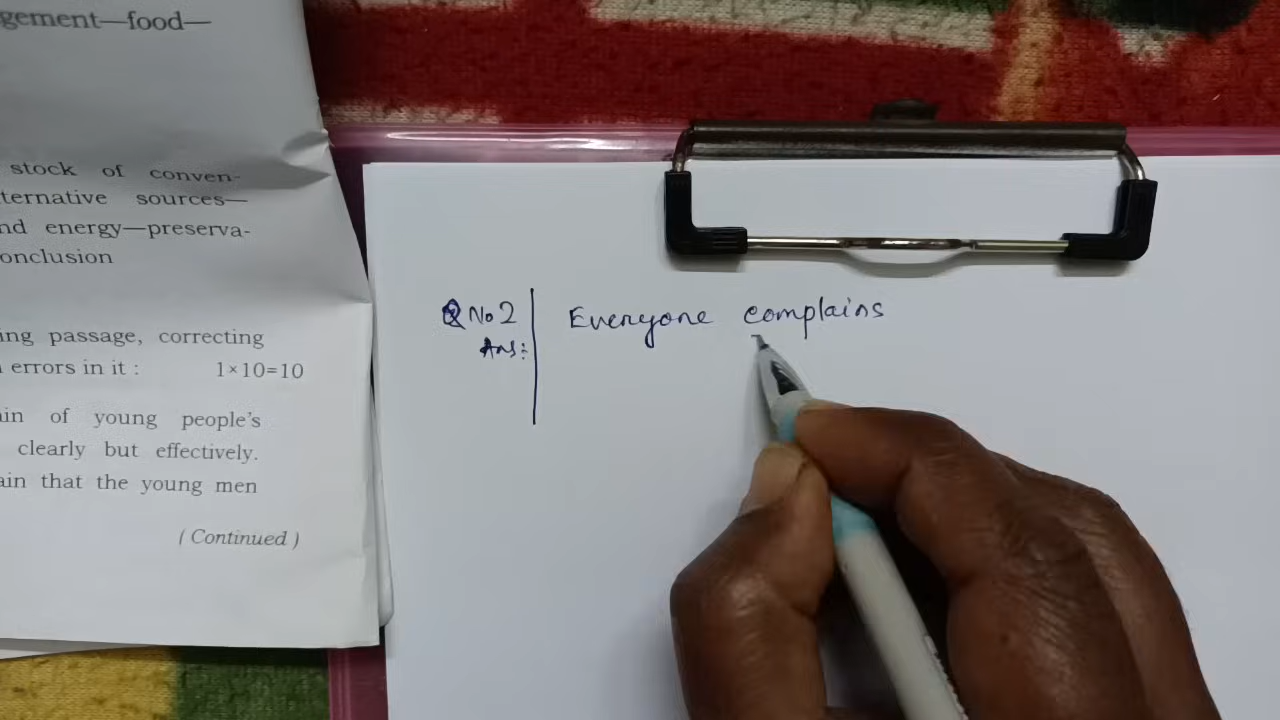 gement—food—
stock of conven-
ternative sources—
nd energy—preserva-
onclusion
ing passage, correcting
errors in it : 1×10=10
in of young people's
clearly but effectively.
ain that the young men
( Continued )
Q No 2 Everyone complains
Ans: